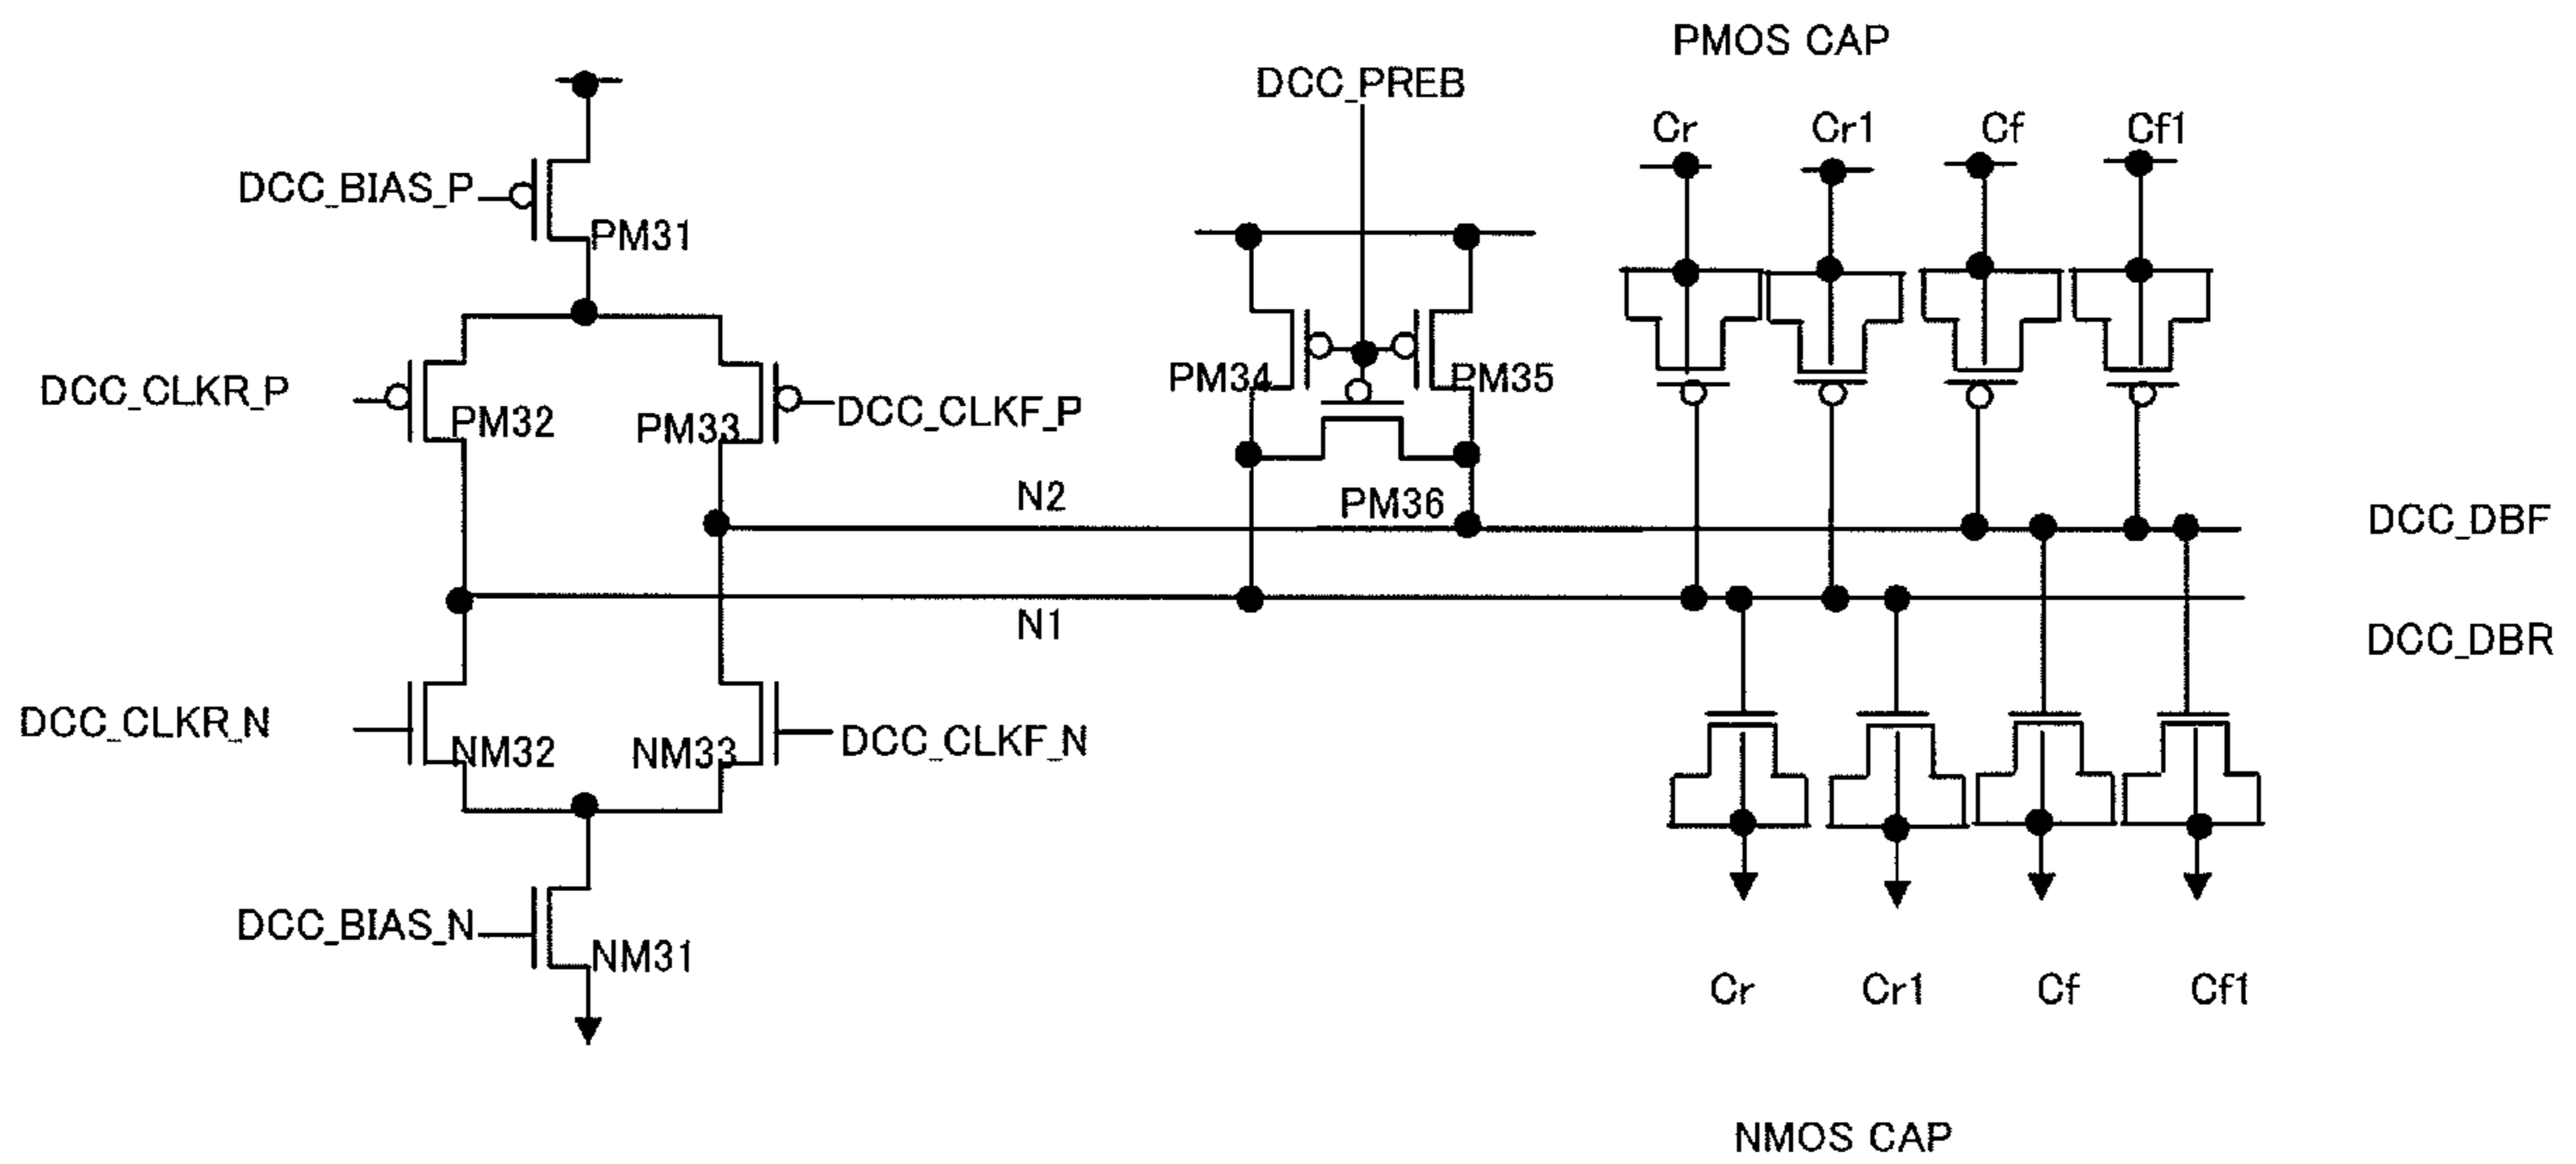 PMOS CAP
DCC_PREB
Cr Cr1 Cf Cf1
DCC_BIAS_P
PM31
DCC_CLKR_P
PM32
PM33
DCC_CLKF_P
PM34
PM35
PM36
N2
DCC_DBF
N1
DCC_DBR
DCC_CLKR_N
NM32
NM33
DCC_CLKF_N
DCC_BIAS_N
NM31
Cr Cr1 Cf Cf1
NMOS CAP